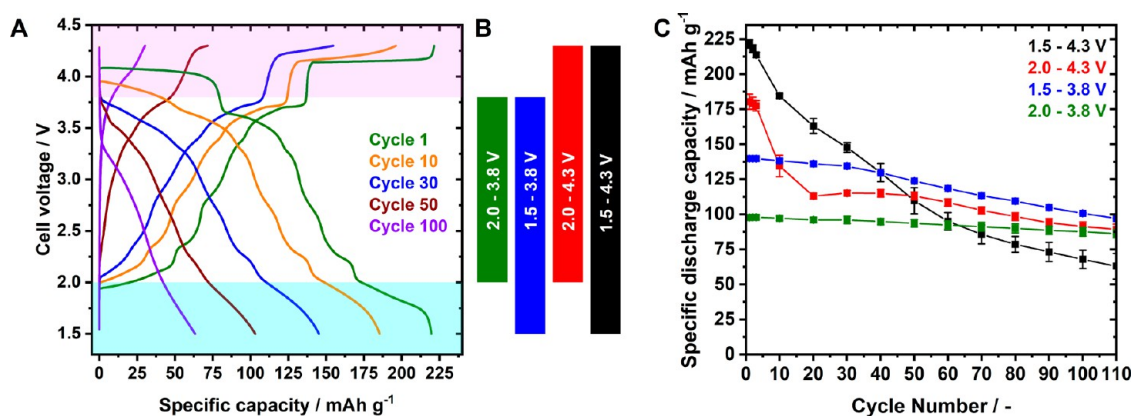 A
4.5
4.0
3.5
3.0
2.5
2.0
1.5
Cell voltage / V
Cycle 1
Cycle 10
Cycle 30
Cycle 50
Cycle 100
0 25 50 75 100 125 150 175 200 225
Specific capacity / mAh g⁻¹
B
2.0 - 3.8 V
1.5 - 3.8 V
2.0 - 4.3 V
1.5 - 4.3 V
C
225
200
175
150
125
100
75
50
25
0
Specific discharge capacity / mAh g⁻¹
1.5 - 4.3 V
2.0 - 4.3 V
1.5 - 3.8 V
2.0 - 3.8 V
0 10 20 30 40 50 60 70 80 90 100 110
Cycle Number / -